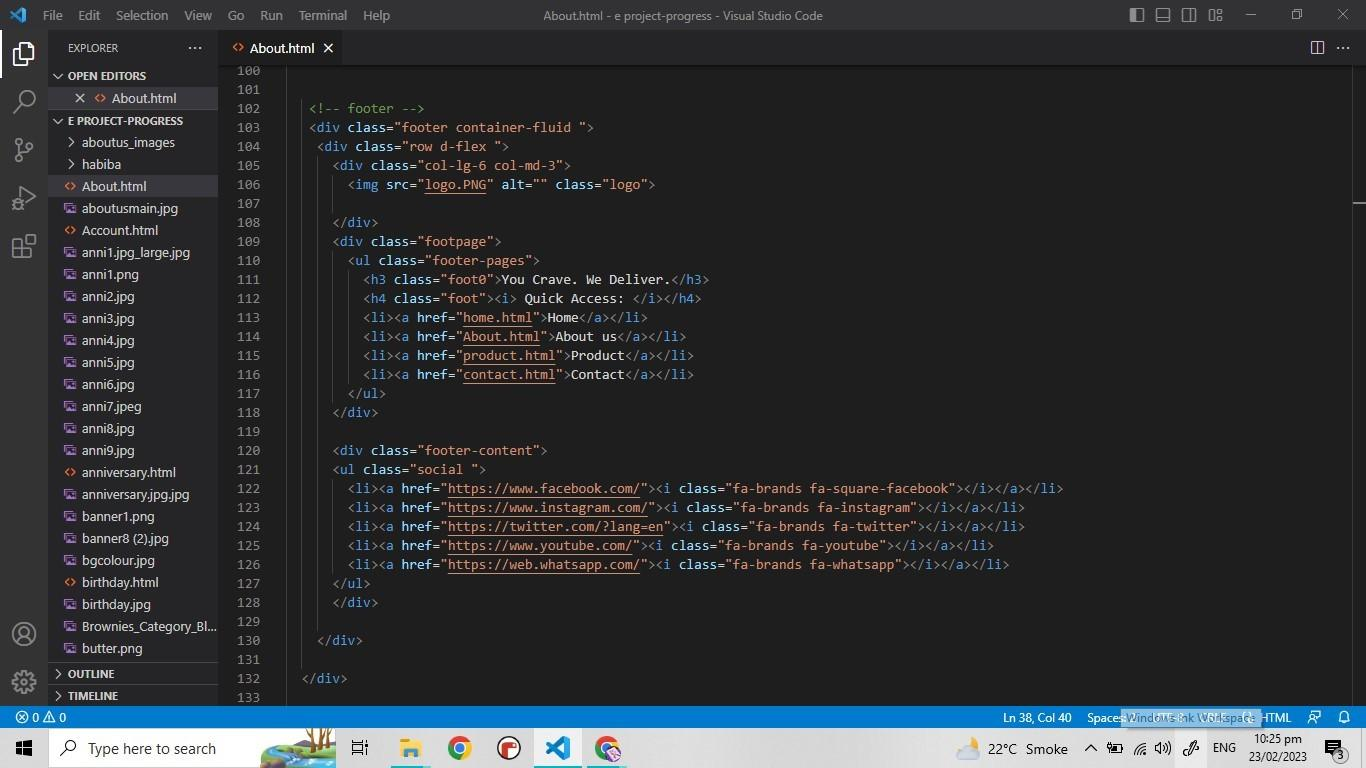 File Edit Selection View Go Run Terminal Help About.html - e project-progress - Visual Studio Code
EXPLORER
OPEN EDITORS
About.html
E PROJECT-PROGRESS
aboutus_images
habiba
About.html
aboutusmain.jpg
Account.html
anni1.jpg_large.jpg
anni1.png
anni2.jpg
anni3.jpg
anni4.jpg
anni5.jpg
anni6.jpg
anni7.jpeg
anni8.jpg
anni9.jpg
anniversary.html
anniversary.jpg.jpg
banner1.png
banner8 (2).jpg
bgcolour.jpg
birthday.html
birthday.jpg
Brownies_Category_Bl...
butter.png
OUTLINE
TIMELINE
About.html
100
101
102 <!-- footer -->
103 <div class="footer container-fluid ">
104 <div class="row d-flex ">
105 <div class="col-lg-6 col-md-3">
106 <img src="logo.PNG" alt="" class="logo">
107
108 </div>
109 <div class="footpage">
110 <ul class="footer-pages">
111 <h3 class="foot0">You Crave. We Deliver.</h3>
112 <h4 class="foot"><i> Quick Access: </i></h4>
113 <li><a href="home.html">Home</a></li>
114 <li><a href="About.html">About us</a></li>
115 <li><a href="product.html">Product</a></li>
116 <li><a href="contact.html">Contact</a></li>
117 </ul>
118 </div>
119
120 <div class="footer-content">
121 <ul class="social ">
122 <li><a href="https://www.facebook.com/"><i class="fa-brands fa-square-facebook"></i></a></li>
123 <li><a href="https://www.instagram.com/"><i class="fa-brands fa-instagram"></i></a></li>
124 <li><a href="https://twitter.com/?lang=en"><i class="fa-brands fa-twitter"></i></a></li>
125 <li><a href="https://www.youtube.com/"><i class="fa-brands fa-youtube"></i></a></li>
126 <li><a href="https://web.whatsapp.com/"><i class="fa-brands fa-whatsapp"></i></a></li>
127 </ul>
128 </div>
129
130 </div>
131
132 </div>
133
0 0 Ln 38, Col 40 Spaces: Windows Ink Workspace HTML
Type here to search 22°C Smoke ENG 10:25 pm
23/02/2023 3